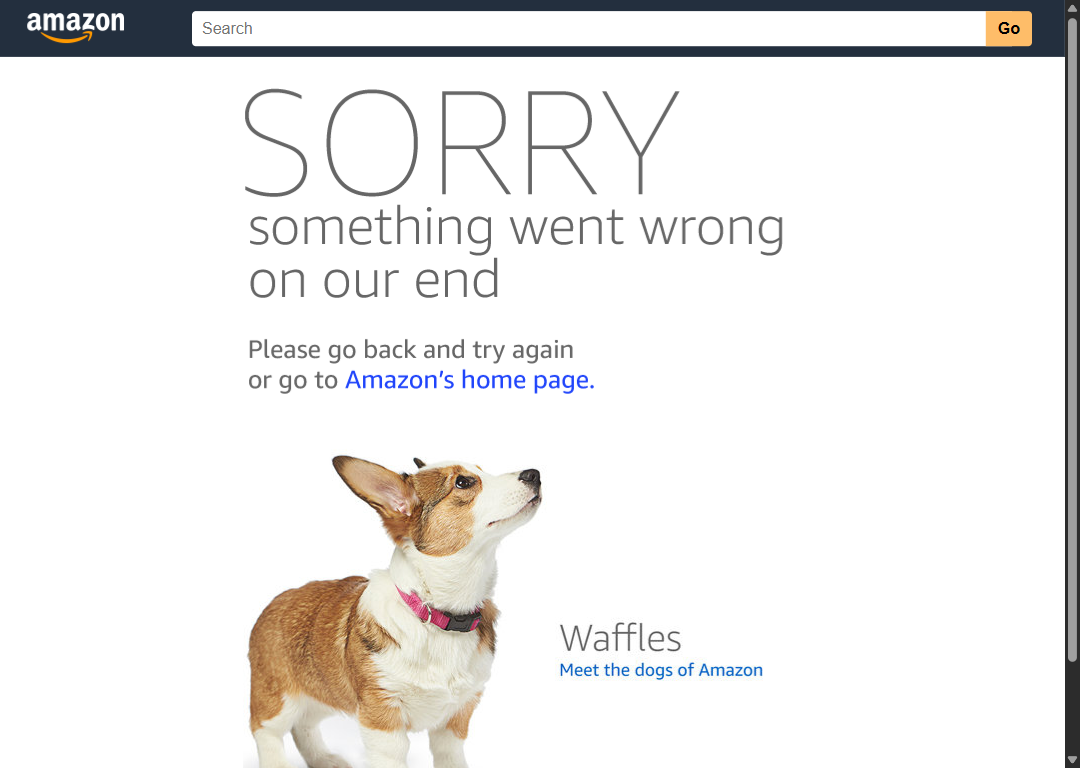 amazon
Search
Go
SORRY
something went wrong
on our end
Please go back and try again
or go to Amazon’s home page.
Waffles
Meet the dogs of Amazon